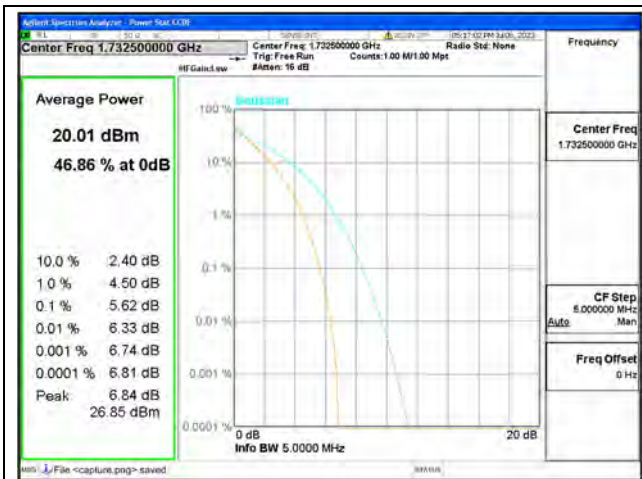 Agilent Spectrum Analyzer - Power Stat CCDF
Center Freq 1.732500000 GHz
Center Freq: 1.732500000 GHz
Radio Std: None
Trig: Free Run
Counts:1.00 M/1.00 Mpt
#IFGain:Low
#Atten: 16 dB
Frequency
Average Power
20.01 dBm
46.86 % at 0dB
10.0 % 2.40 dB
1.0 % 4.50 dB
0.1 % 5.62 dB
0.01 % 6.33 dB
0.001 % 6.74 dB
0.0001 % 6.81 dB
Peak 6.84 dB
26.85 dBm
Gaussian
100 %
10 %
1 %
0.1 %
0.01 %
0.001 %
0.0001 %
0 dB
20 dB
Info BW 5.0000 MHz
Center Freq
1.732500000 GHz
CF Step
5.000000 MHz
Auto Man
Freq Offset
0 Hz
MSG File <capture.png> saved
STATUS